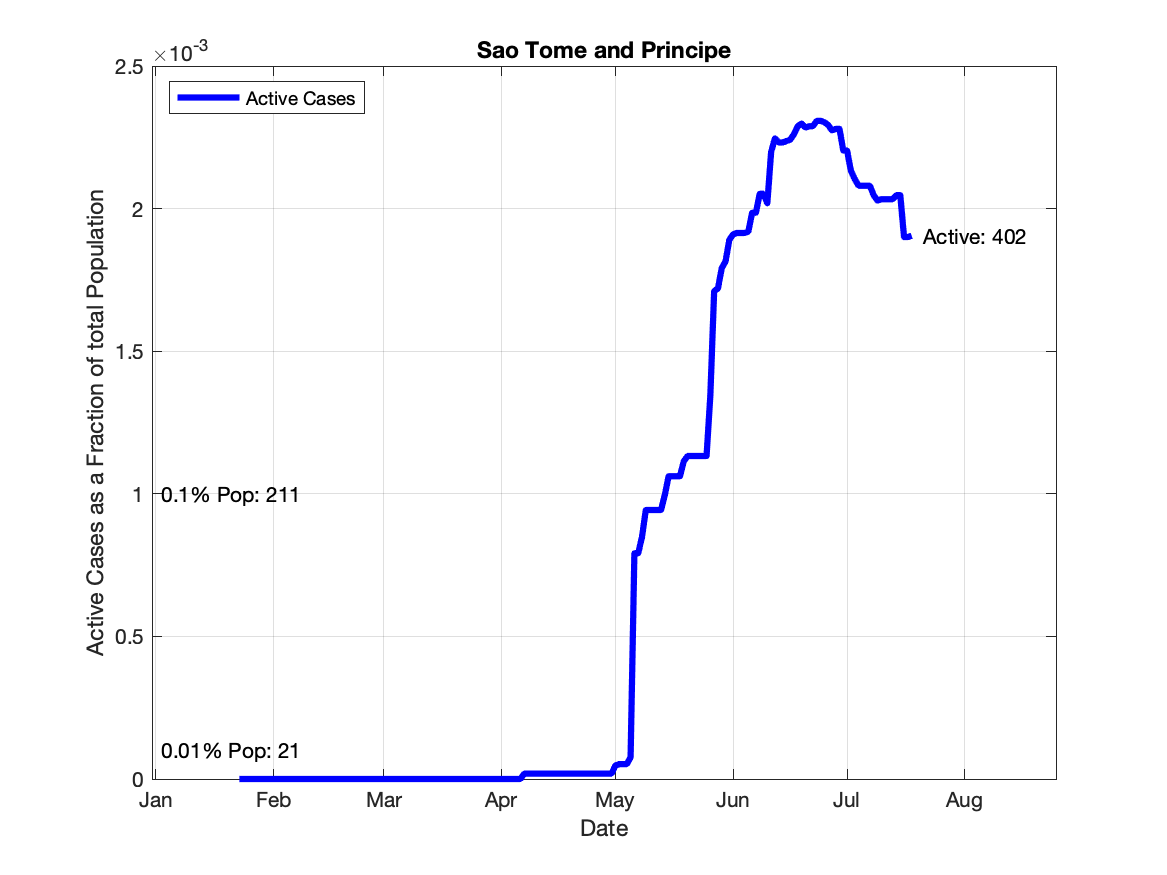 Sao Tome and Principe
×10-3
2.5
2
1.5
1
0.5
0
Active Cases as a Fraction of total Population
Active Cases
Active: 402
0.1% Pop: 211
0.01% Pop: 21
Jan Feb Mar Apr May Jun Jul Aug
Date